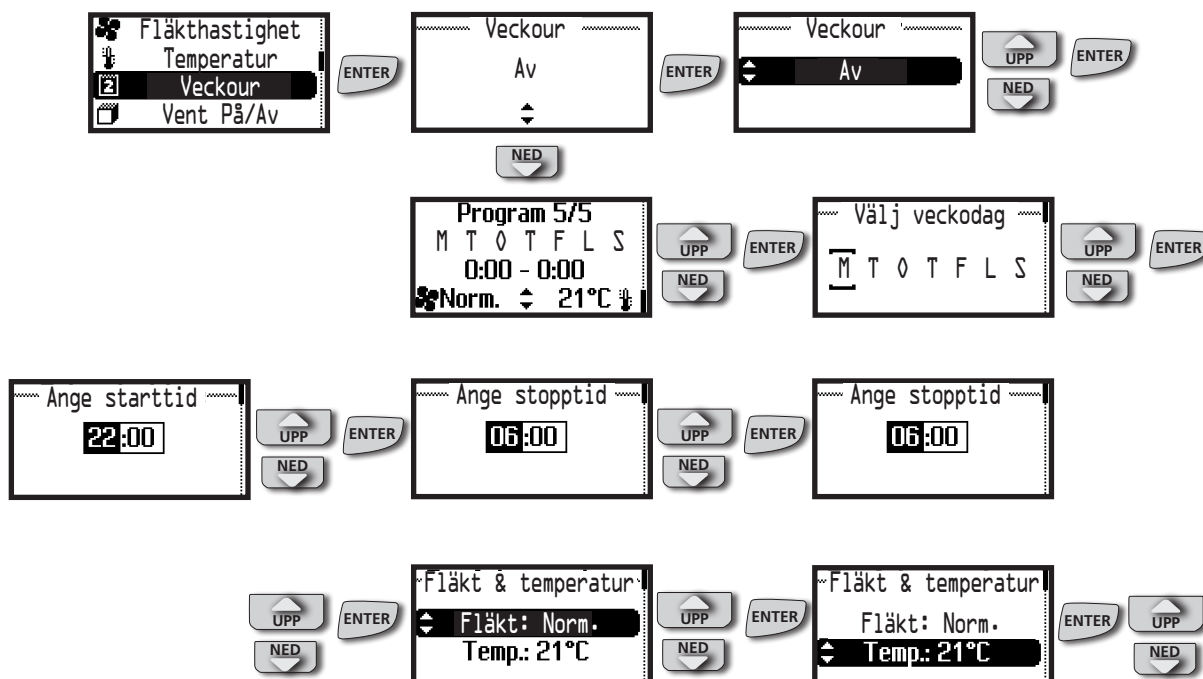 Fläkthastighet
Temperatur
2 Veckour
Vent På/Av
ENTER
Veckour
Av
ENTER
Veckour
Av
UPP
NED
ENTER
NED
Program 5/5
M T O T F L S
0:00 - 0:00
Norm. 21°C
UPP
NED
ENTER
Välj veckodag
M T O T F L S
UPP
NED
ENTER
Ange starttid
22:00
UPP
NED
ENTER
Ange stopptid
06:00
UPP
NED
ENTER
Ange stopptid
06:00
UPP
NED
ENTER
Fläkt & temperatur
Fläkt: Norm.
Temp.: 21°C
UPP
NED
ENTER
Fläkt & temperatur
Fläkt: Norm.
Temp.: 21°C
ENTER
UPP
NED